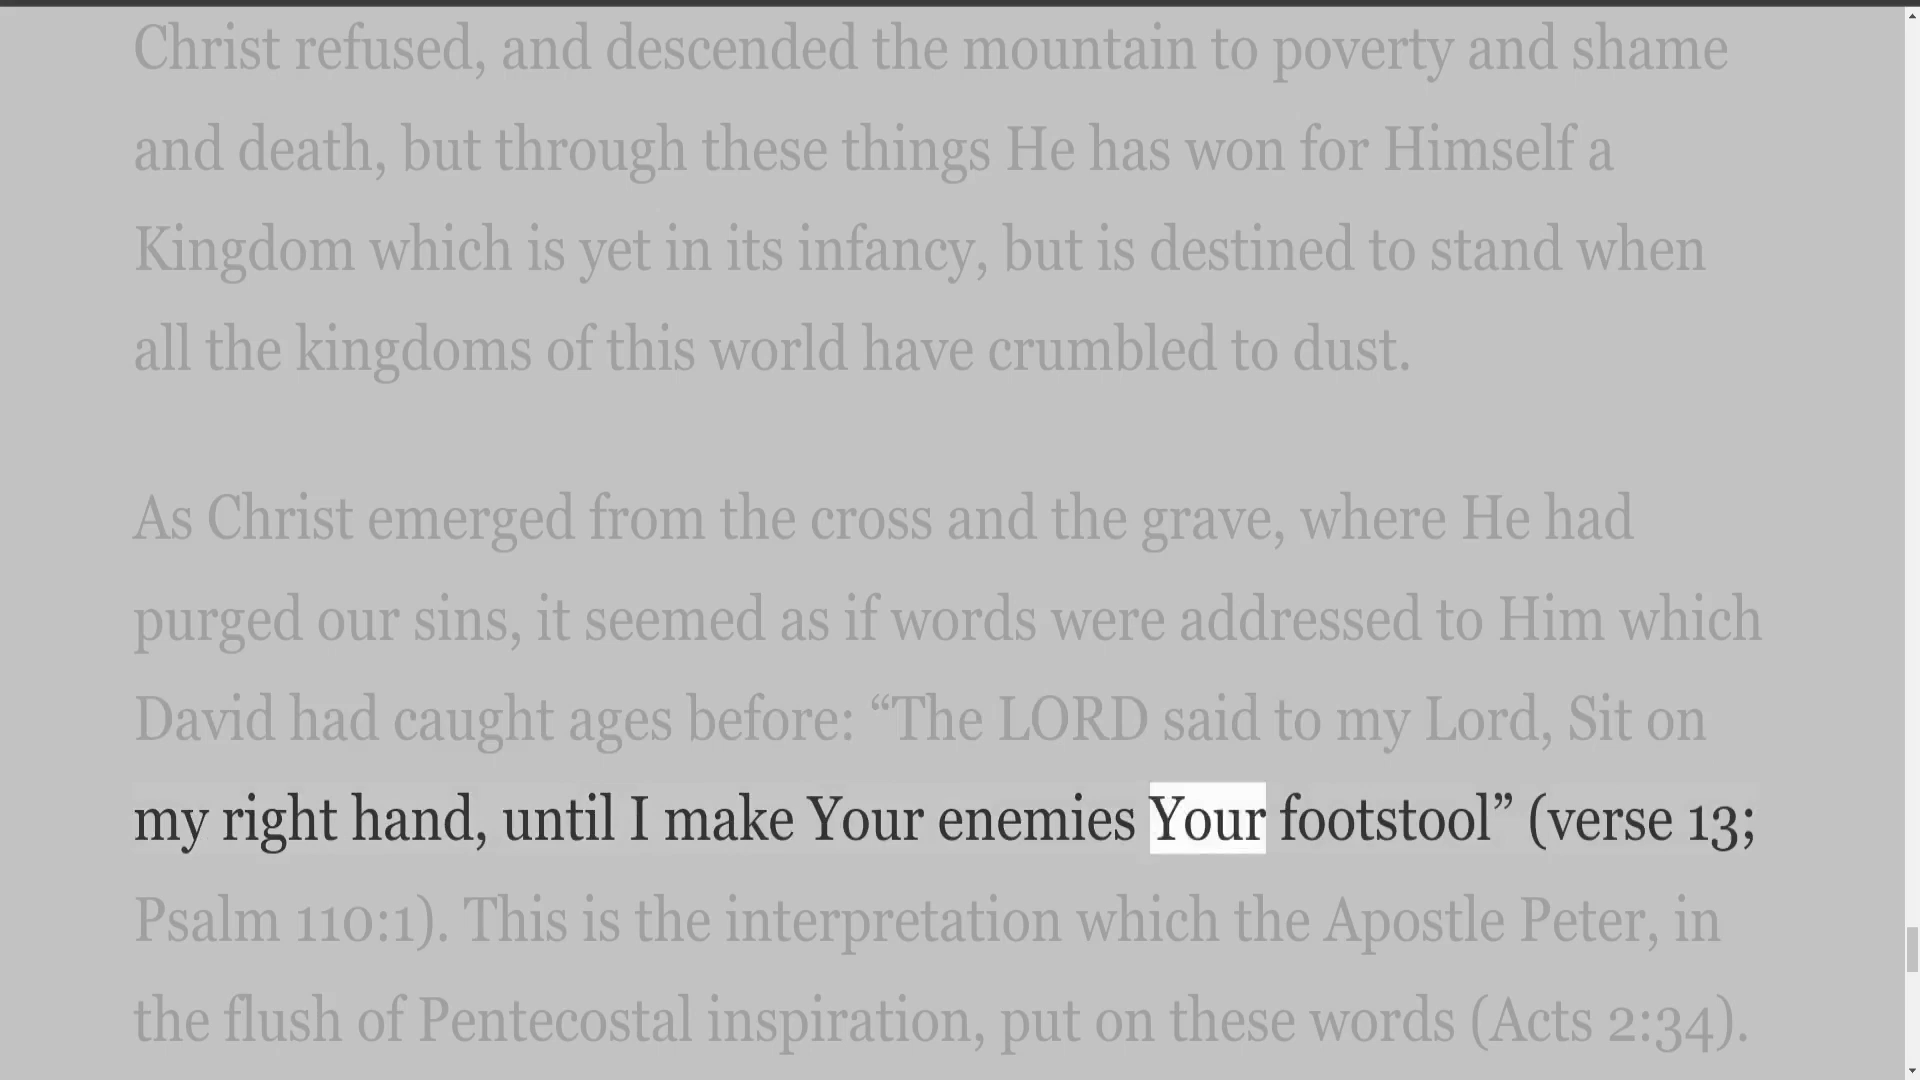 Christ refused, and descended the mountain to poverty and shame
and death, but through these things He has won for Himself a
Kingdom which is yet in its infancy, but is destined to stand when
all the kingdoms of this world have crumbled to dust.
As Christ emerged from the cross and the grave, where He had
purged our sins, it seemed as if words were addressed to Him which
David had caught ages before: “The LORD said to my Lord, Sit on
my right hand, until I make Your enemies Your footstool” (verse 13;
Psalm 110:1). This is the interpretation which the Apostle Peter, in
the flush of Pentecostal inspiration, put on these words (Acts 2:34).